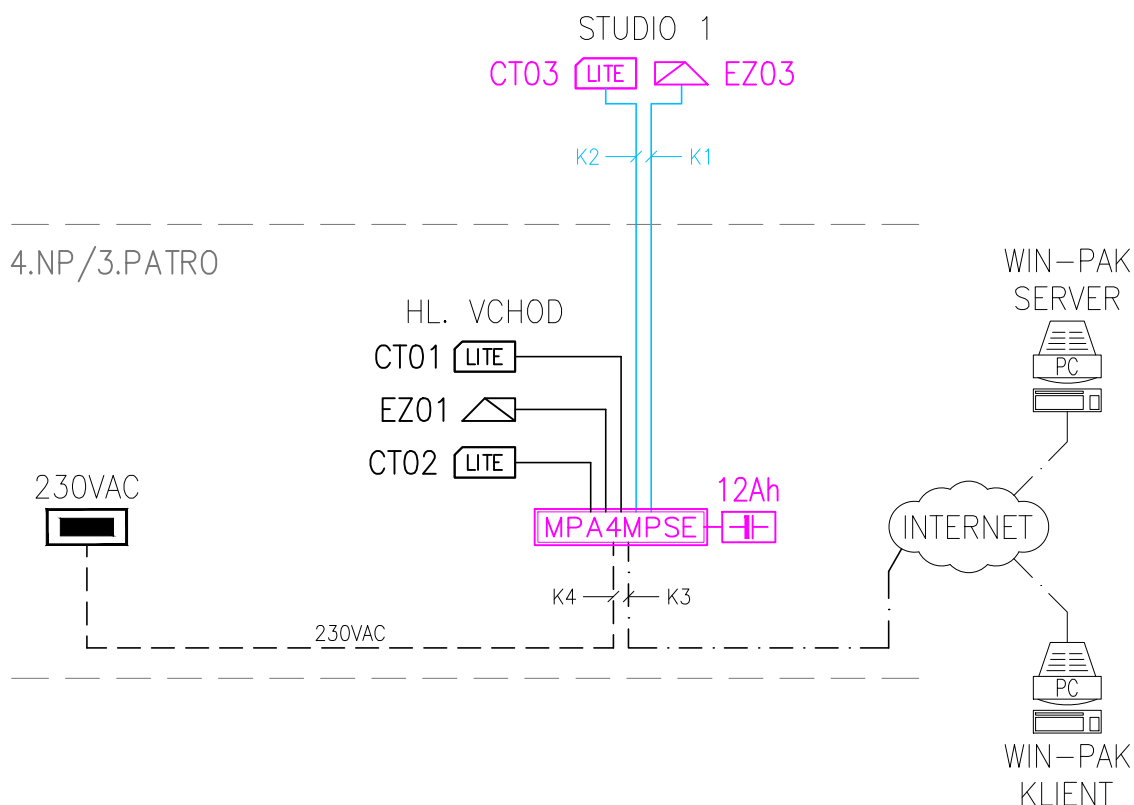 STUDIO 1
CT03 LITE EZ03
K2 K1
4.NP/3.PATRO
WIN-PAK
SERVER
PC
HL. VCHOD
CT01 LITE
EZ01
CT02 LITE
230VAC
12Ah
MPA4MPSE
INTERNET
K4 K3
230VAC
PC
WIN-PAK
KLIENT